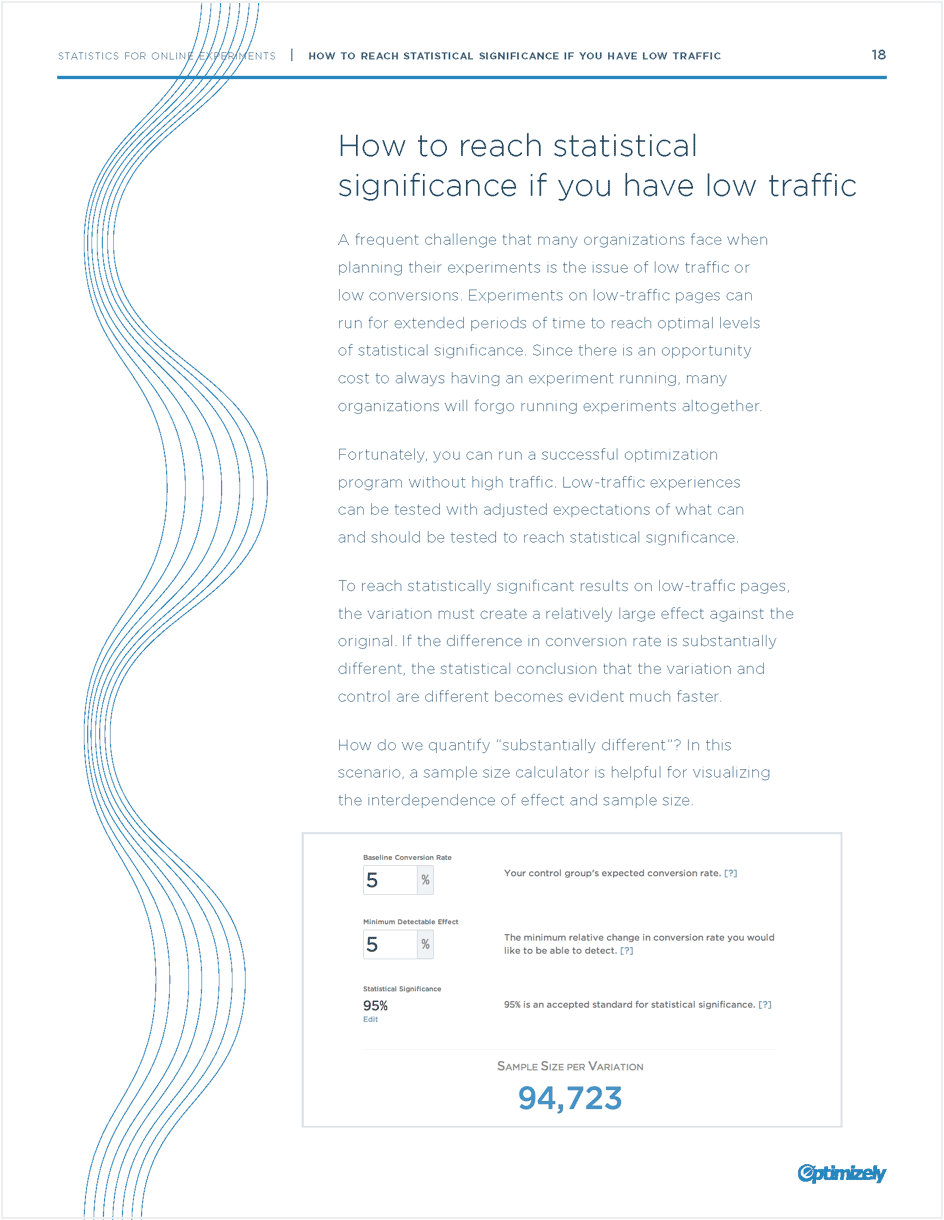 STATISTICS FOR ONLINE EXPERIMENTS | HOW TO REACH STATISTICAL SIGNIFICANCE IF YOU HAVE LOW TRAFFIC 18
How to reach statistical
significance if you have low traffic
A frequent challenge that many organizations face when
planning their experiments is the issue of low traffic or
low conversions. Experiments on low-traffic pages can
run for extended periods of time to reach optimal levels
of statistical significance. Since there is an opportunity
cost to always having an experiment running, many
organizations will forgo running experiments altogether.
Fortunately, you can run a successful optimization
program without high traffic. Low-traffic experiences
can be tested with adjusted expectations of what can
and should be tested to reach statistical significance.
To reach statistically significant results on low-traffic pages,
the variation must create a relatively large effect against the
original. If the difference in conversion rate is substantially
different, the statistical conclusion that the variation and
control are different becomes evident much faster.
How do we quantify “substantially different”? In this
scenario, a sample size calculator is helpful for visualizing
the interdependence of effect and sample size.
Baseline Conversion Rate
5 %
Your control group's expected conversion rate. [?]
Minimum Detectable Effect
5 %
The minimum relative change in conversion rate you would
like to be able to detect. [?]
Statistical Significance
95%
Edit
95% is an accepted standard for statistical significance. [?]
SAMPLE SIZE PER VARIATION
94,723
Optimizely